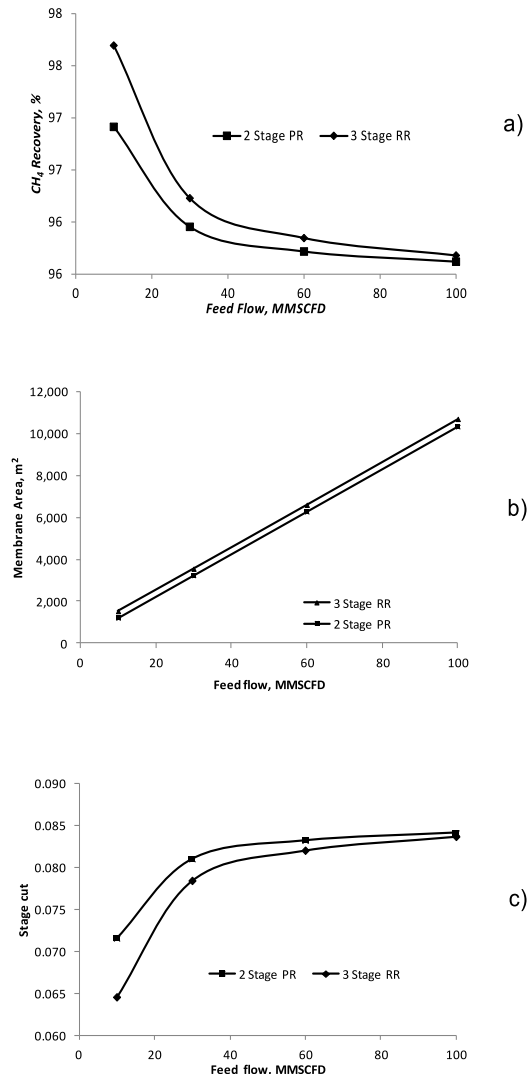 98
98
97
97
96
96
CH4 Recovery, %
2 Stage PR 3 Stage RR
a)
0 20 40 60 80 100
Feed Flow, MMSCFD
12,000
10,000
8,000
6,000
4,000
2,000
0
Membrane Area, m²
b)
3 Stage RR
2 Stage PR
0 20 40 60 80 100
Feed flow, MMSCFD
0.090
0.085
0.080
0.075
0.070
0.065
0.060
Stage cut
c)
2 Stage PR 3 Stage RR
0 20 40 60 80 100
Feed flow, MMSCFD